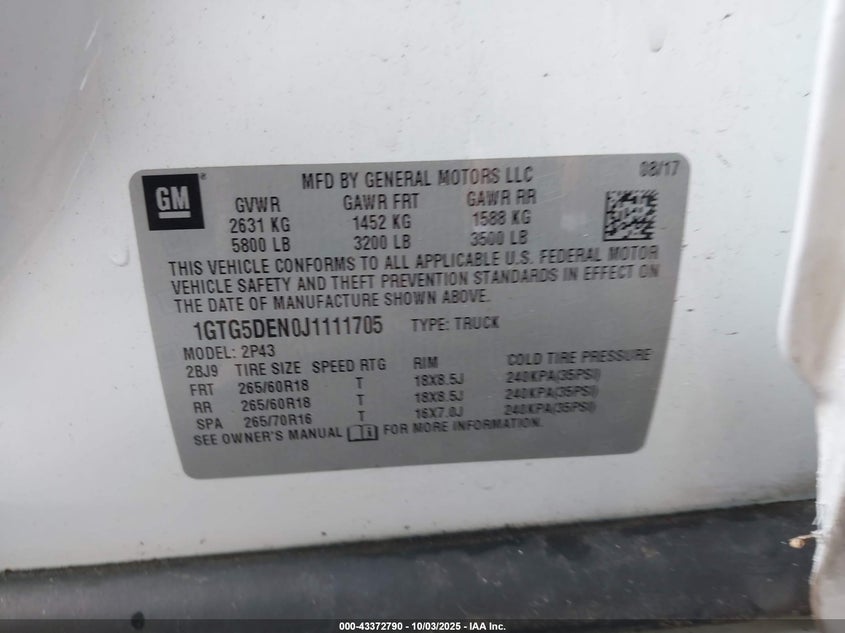 GM ®
MFD BY GENERAL MOTORS LLC 08/17
GVWR GAWR FRT GAWR RR
2631 KG 1452 KG 1588 KG
5800 LB 3200 LB 3500 LB
THIS VEHICLE CONFORMS TO ALL APPLICABLE U.S. FEDERAL MOTOR
VEHICLE SAFETY AND THEFT PREVENTION STANDARDS IN EFFECT ON
THE DATE OF MANUFACTURE SHOWN ABOVE.
1GTG5DEN0J1111705 TYPE: TRUCK
MODEL: 2P43
2BJ9 TIRE SIZE SPEED RTG RIM COLD TIRE PRESSURE
FRT 265/60R18 T 18X8.5J 240KPA(35PSI)
RR 265/60R18 T 18X8.5J 240KPA(35PSI)
SPA 265/70R16 T 16X7.0J 240KPA(35PSI)
SEE OWNER'S MANUAL FOR MORE INFORMATION.
000-43372790 - 10/03/2025 - IAA Inc.